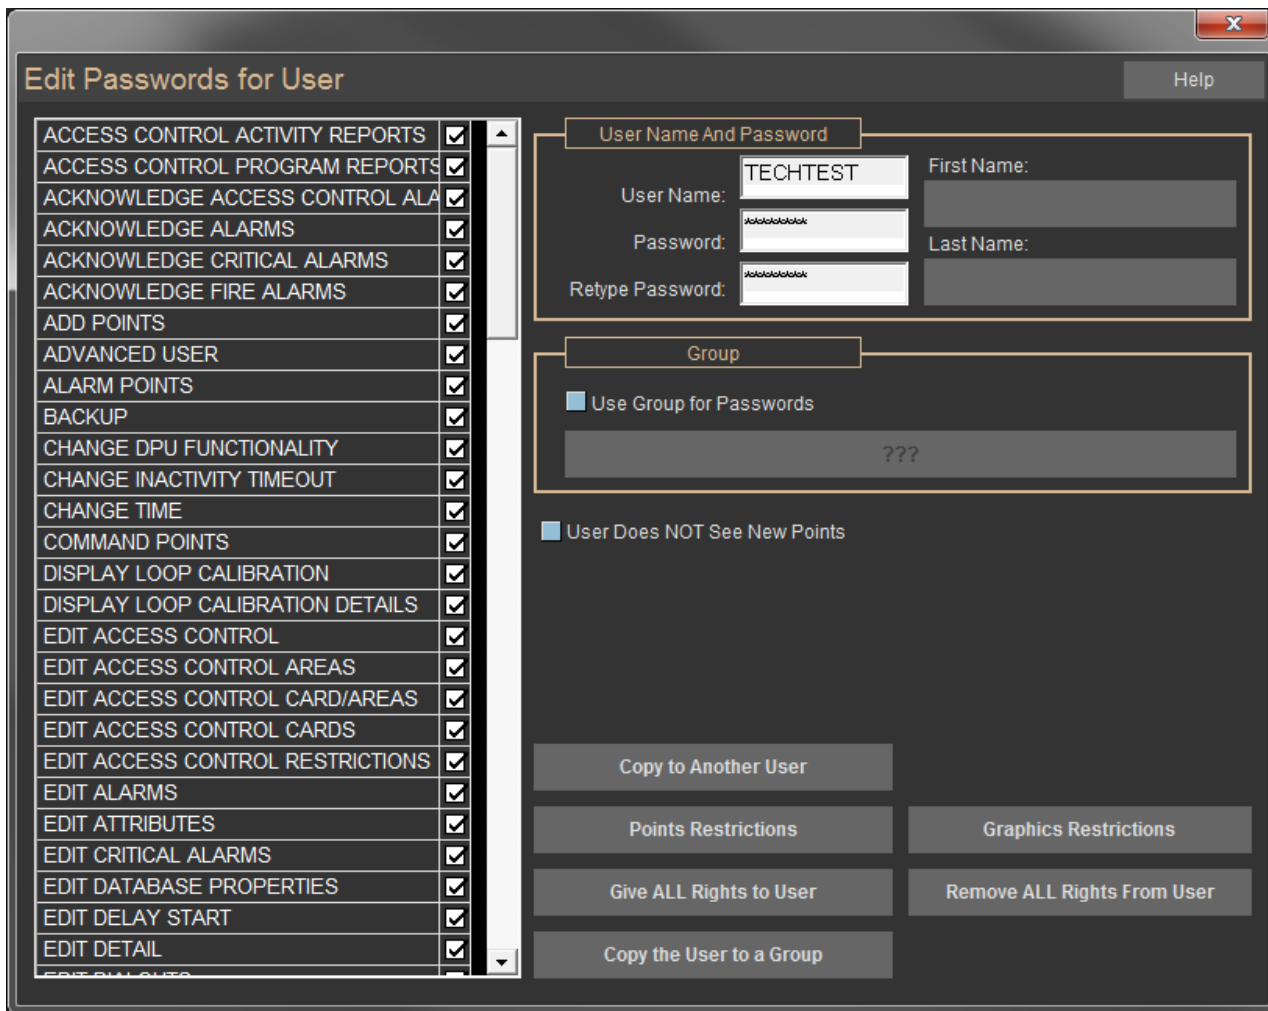 x
Edit Passwords for User
Help
ACCESS CONTROL ACTIVITY REPORTS
ACCESS CONTROL PROGRAM REPORTS
ACKNOWLEDGE ACCESS CONTROL ALA
ACKNOWLEDGE ALARMS
ACKNOWLEDGE CRITICAL ALARMS
ACKNOWLEDGE FIRE ALARMS
ADD POINTS
ADVANCED USER
ALARM POINTS
BACKUP
CHANGE DPU FUNCTIONALITY
CHANGE INACTIVITY TIMEOUT
CHANGE TIME
COMMAND POINTS
DISPLAY LOOP CALIBRATION
DISPLAY LOOP CALIBRATION DETAILS
EDIT ACCESS CONTROL
EDIT ACCESS CONTROL AREAS
EDIT ACCESS CONTROL CARD/AREAS
EDIT ACCESS CONTROL CARDS
EDIT ACCESS CONTROL RESTRICTIONS
EDIT ALARMS
EDIT ATTRIBUTES
EDIT CRITICAL ALARMS
EDIT DATABASE PROPERTIES
EDIT DELAY START
EDIT DETAIL
User Name And Password
User Name:
TECHTEST
Password:
********
Retype Password:
********
First Name:
Last Name:
Group
Use Group for Passwords
???
User Does NOT See New Points
Copy to Another User
Points Restrictions
Graphics Restrictions
Give ALL Rights to User
Remove ALL Rights From User
Copy the User to a Group